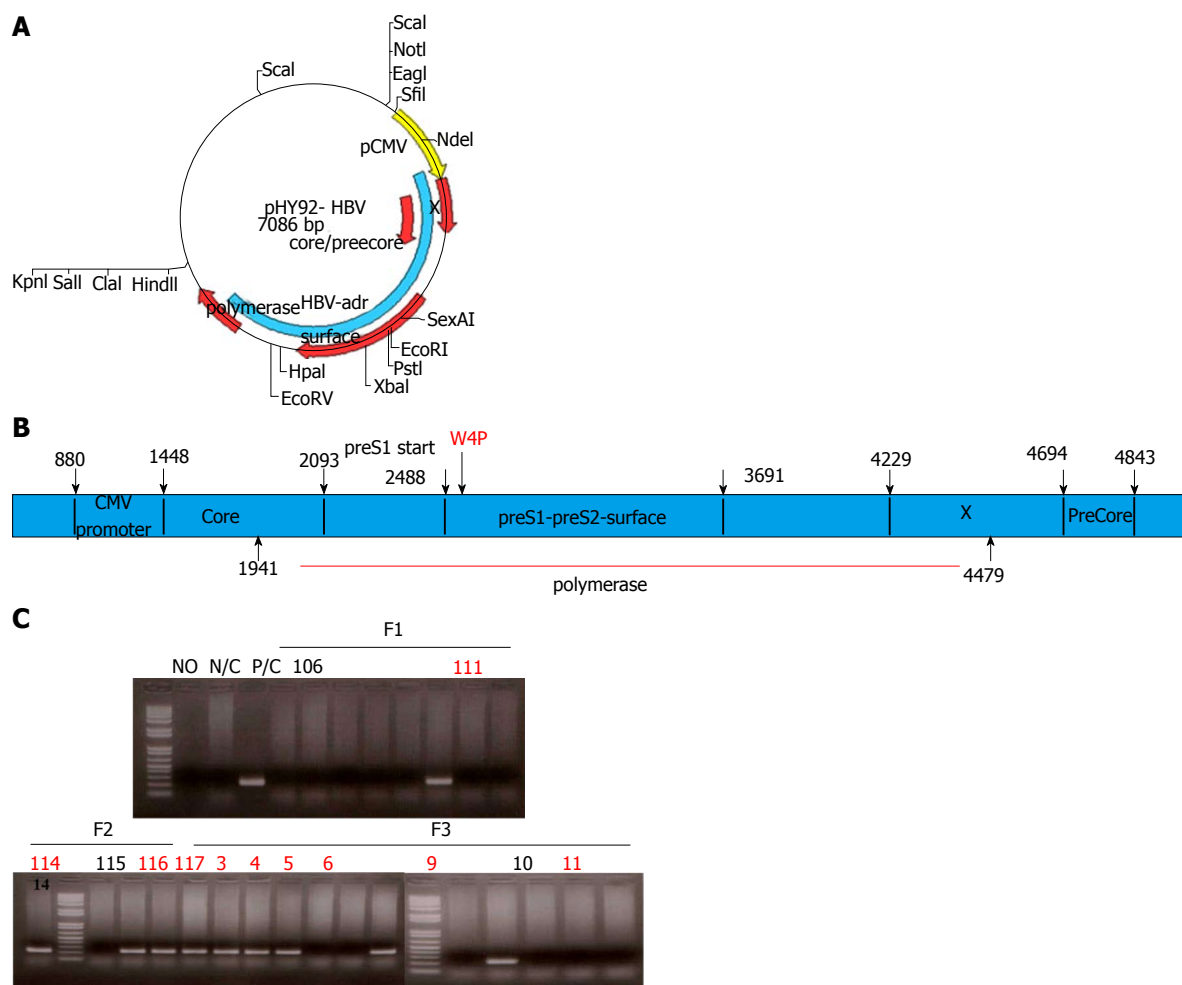 A
ScaI
NotI
EagI
SfiI
ScaI
NdeI
pCMV
X
pHY92- HBV
7086 bp
core/preecore
KpnI SalI ClaI HindII
polymerase
HBV-adr
surface
SexAI
EcoRI
PstI
XbaI
HpaI
EcoRV
B
880 1448 2093 preS1 start 2488 W4P 3691 4229 4694 4843
CMV promoter Core preS1-preS2-surface X PreCore
1941 polymerase 4479
C
F1
NO N/C P/C 106 111
F2 F3
114 115 116 117 3 4 5 6 9 10 11
14